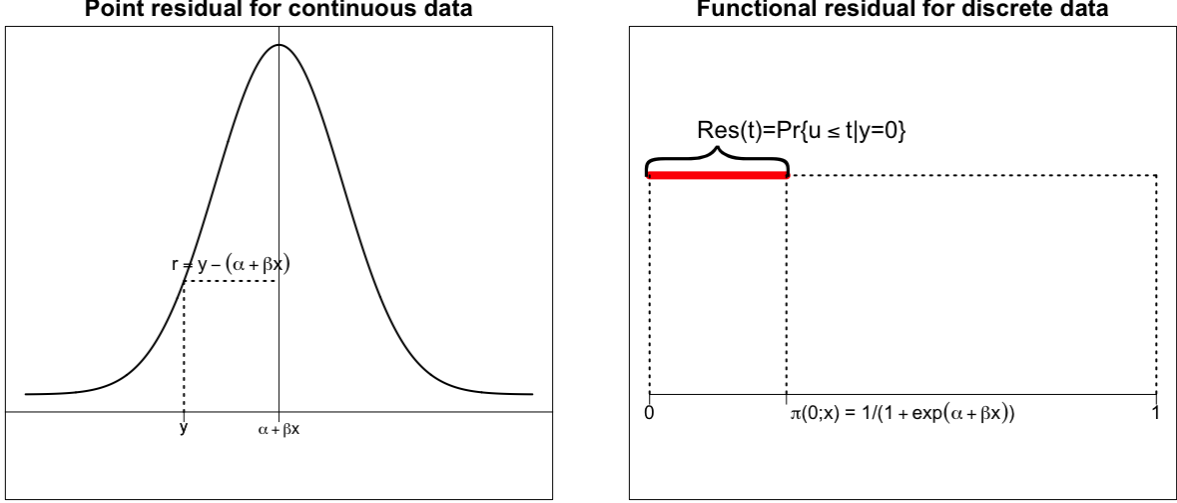 Point residual for continuous data
r = y − (α + βx)
y
α + βx
Functional residual for discrete data
Res(t)=Pr{u ≤ t|y=0}
0
π(0;x) = 1/(1 + exp(α + βx))
1